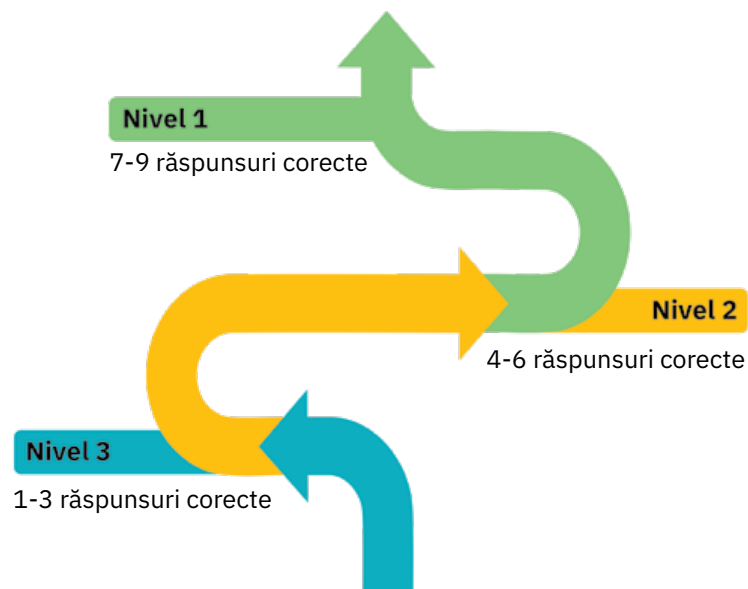 Nivel 1
7-9 răspunsuri corecte
Nivel 2
4-6 răspunsuri corecte
Nivel 3
1-3 răspunsuri corecte